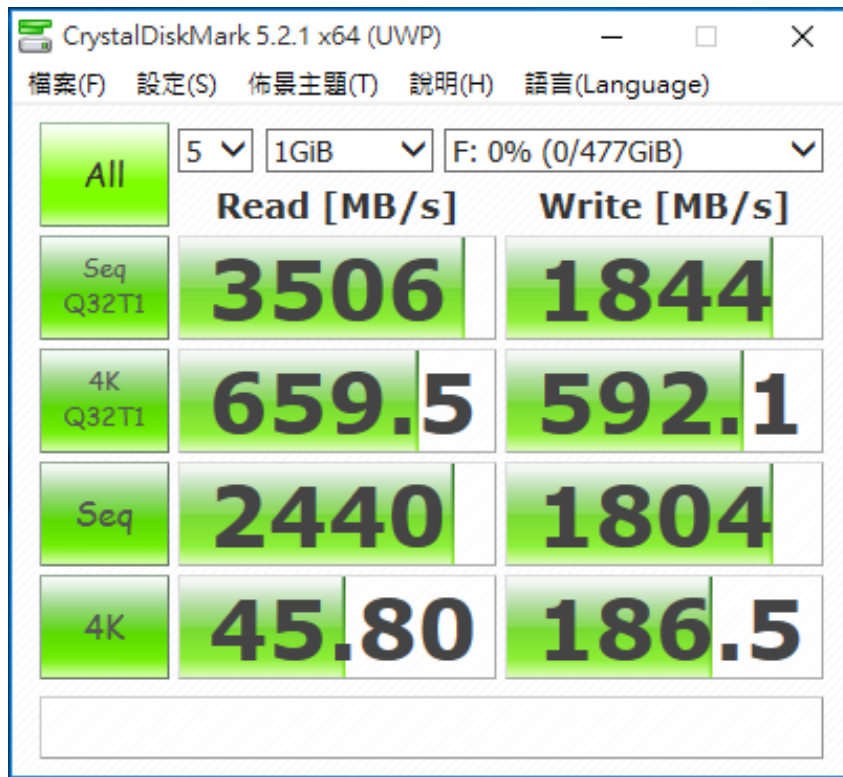 CrystalDiskMark 5.2.1 x64 (UWP)
檔案(F) 設定(S) 佈景主題(T) 說明(H) 語言(Language)
All 5 1GiB F: 0% (0/477GiB)
Read [MB/s] Write [MB/s]
Seq Q32T1 3506 1844
4K Q32T1 659.5 592.1
Seq 2440 1804
4K 45.80 186.5